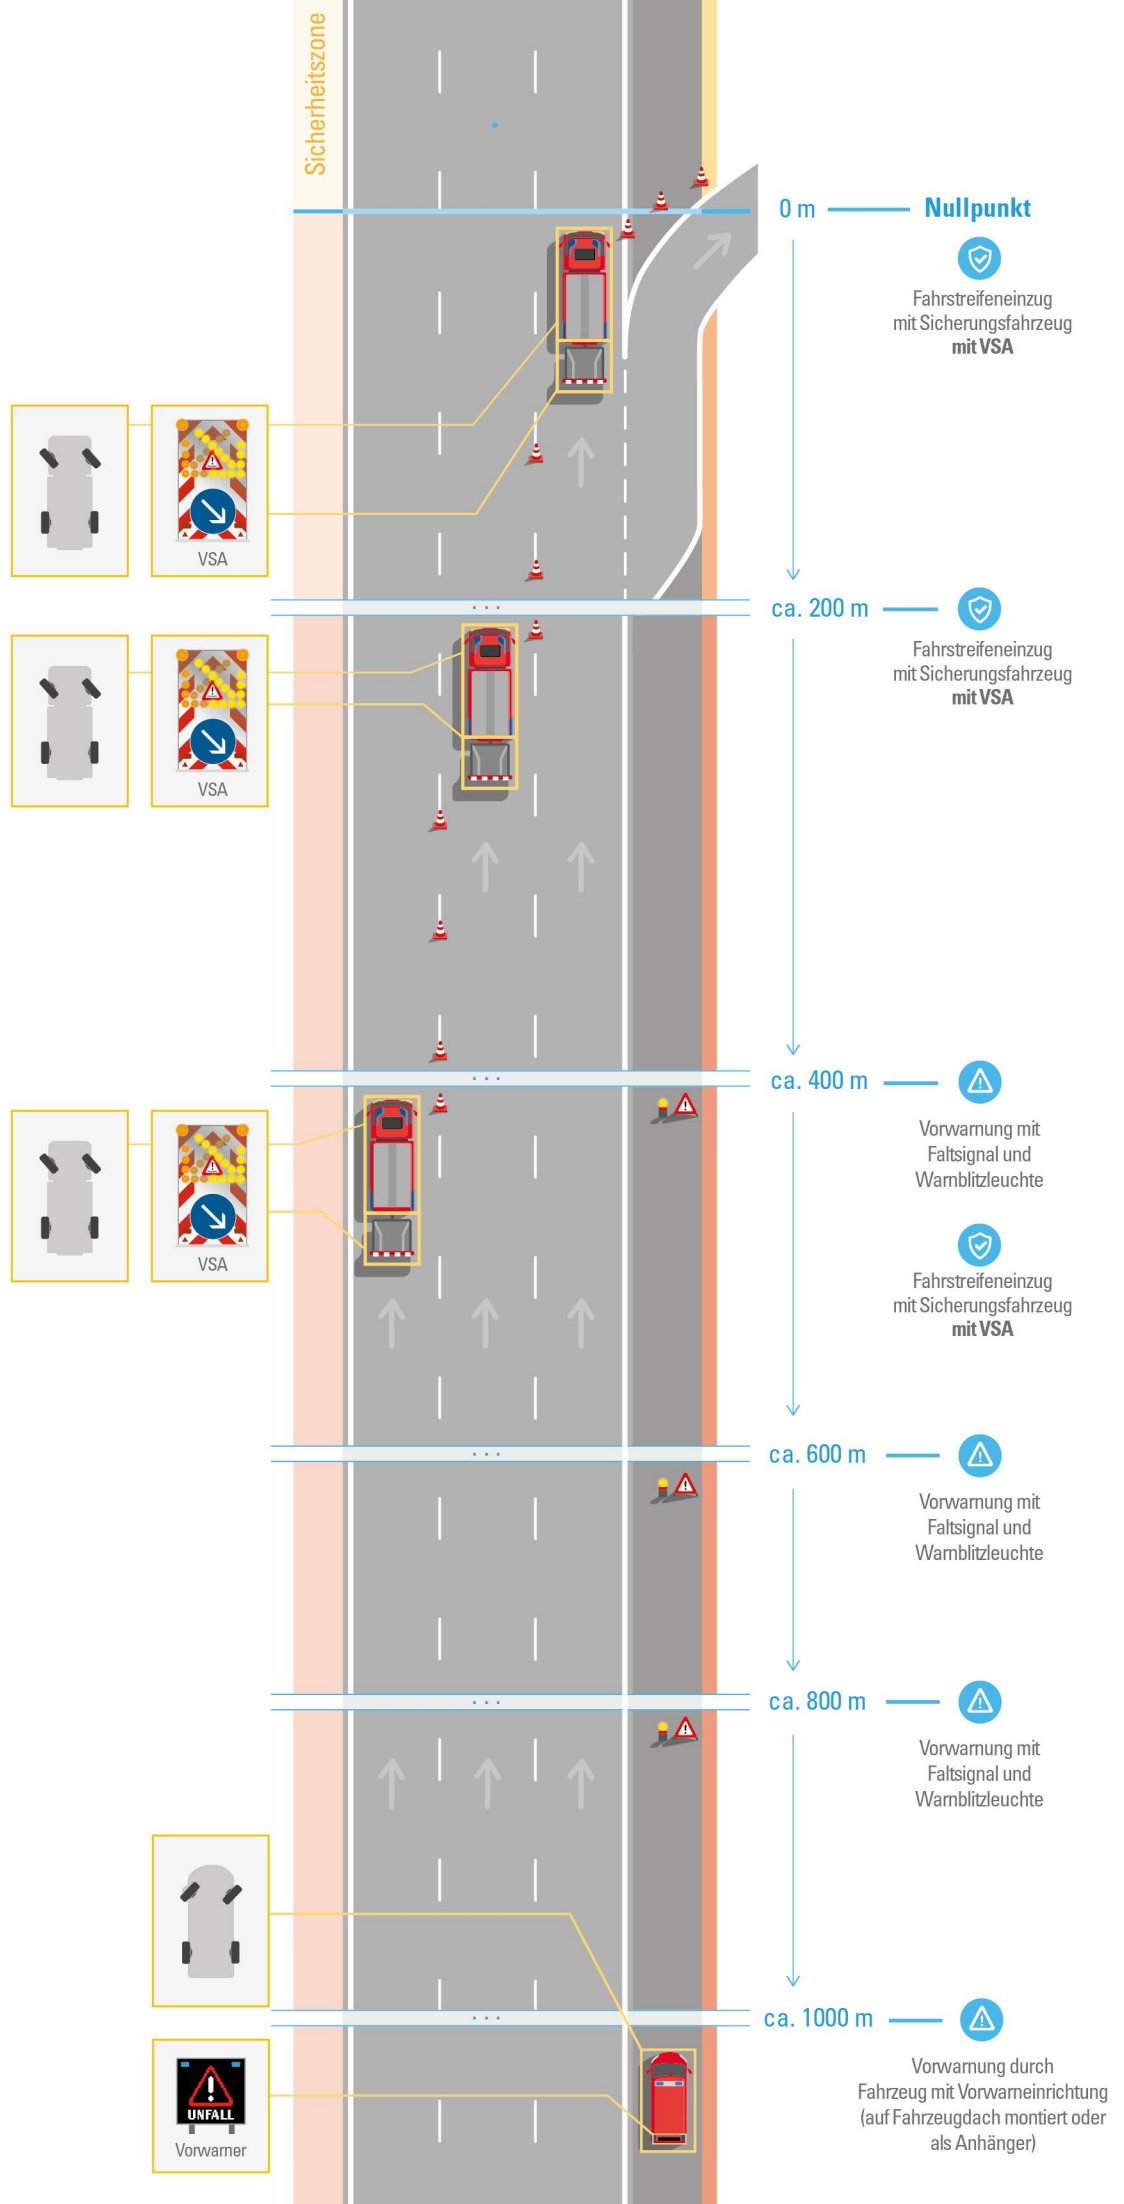 Sicherheitszone
0 m
Nullpunkt
Fahrstreifeneinzug
mit Sicherungsfahrzeug
mit VSA
VSA
ca. 200 m
Fahrstreifeneinzug
mit Sicherungsfahrzeug
mit VSA
VSA
ca. 400 m
Vorwarnung mit
Faltsignal und
Warnblitzleuchte
Fahrstreifeneinzug
mit Sicherungsfahrzeug
mit VSA
VSA
ca. 600 m
Vorwarnung mit
Faltsignal und
Warnblitzleuchte
ca. 800 m
Vorwarnung mit
Faltsignal und
Warnblitzleuchte
ca. 1000 m
Vorwarnung durch
Fahrzeug mit Vorwarneinrichtung
(auf Fahrzeugdach montiert oder
als Anhänger)
UNFALL
Vorwarner